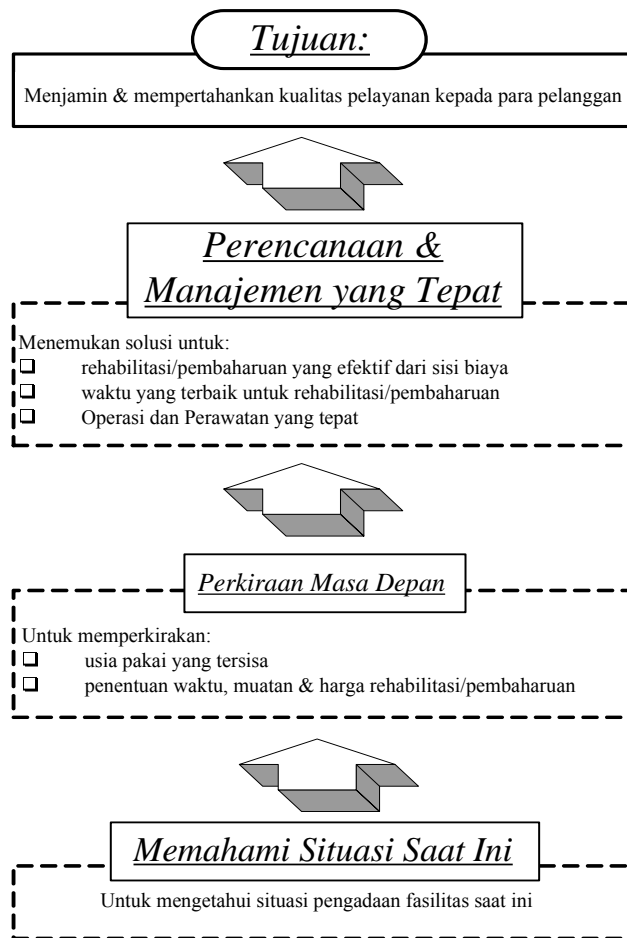 Tujuan:
Menjamin & mempertahankan kualitas pelayanan kepada para pelanggan
Perencanaan &
Manajemen yang Tepat
Menemukan solusi untuk:
❑ rehabilitasi/pembaharuan yang efektif dari sisi biaya
❑ waktu yang terbaik untuk rehabilitasi/pembaharuan
❑ Operasi dan Perawatan yang tepat
Perkiraan Masa Depan
Untuk memperkirakan:
❑ usia pakai yang tersisa
❑ penentuan waktu, muatan & harga rehabilitasi/pembaharuan
Memahami Situasi Saat Ini
Untuk mengetahui situasi pengadaan fasilitas saat ini